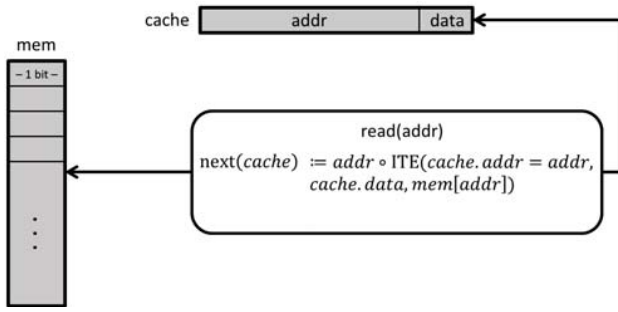 cache addr data
mem
– 1 bit –
read(addr)
next(cache) ≔ addr ∘ ITE(cache.addr = addr,
cache.data, mem[addr])